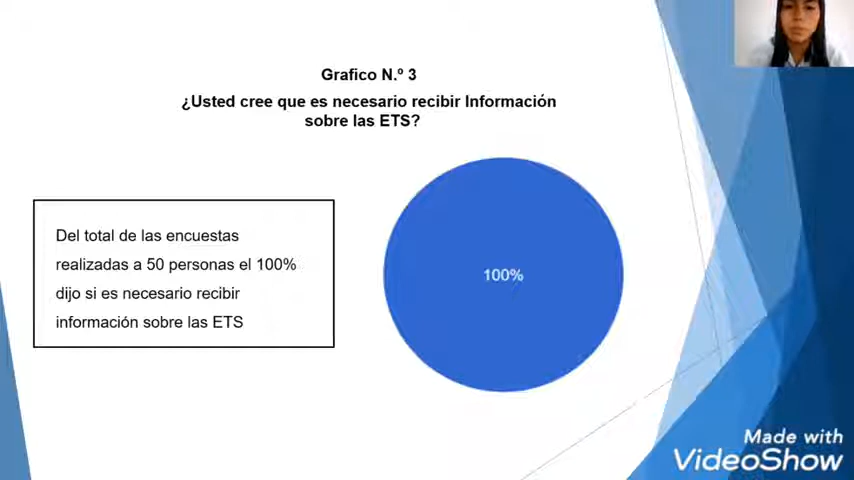 Grafico N.º 3
¿Usted cree que es necesario recibir Información
sobre las ETS?
Del total de las encuestas
realizadas a 50 personas el 100%
dijo si es necesario recibir
información sobre las ETS
100%
Made with
VideoShow